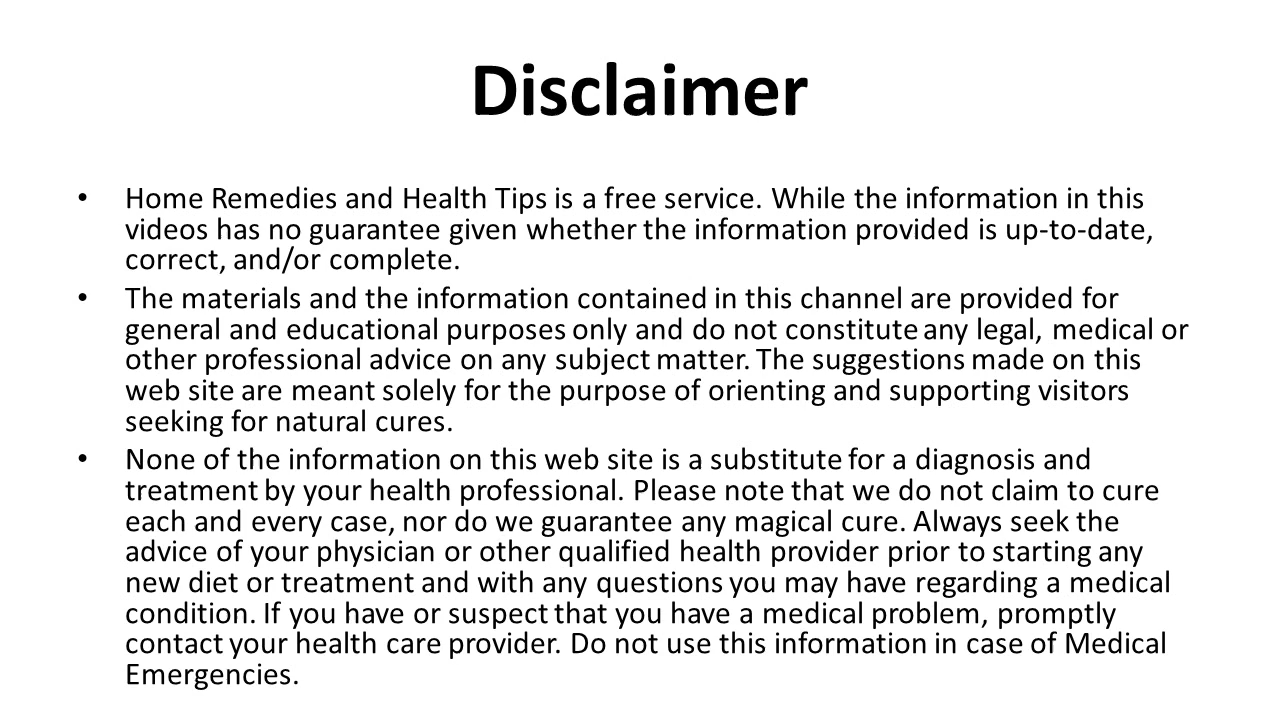 Disclaimer
• Home Remedies and Health Tips is a free service. While the information in this
videos has no guarantee given whether the information provided is up-to-date,
correct, and/or complete.
• The materials and the information contained in this channel are provided for
general and educational purposes only and do not constitute any legal, medical or
other professional advice on any subject matter. The suggestions made on this
web site are meant solely for the purpose of orienting and supporting visitors
seeking for natural cures.
• None of the information on this web site is a substitute for a diagnosis and
treatment by your health professional. Please note that we do not claim to cure
each and every case, nor do we guarantee any magical cure. Always seek the
advice of your physician or other qualified health provider prior to starting any
new diet or treatment and with any questions you may have regarding a medical
condition. If you have or suspect that you have a medical problem, promptly
contact your health care provider. Do not use this information in case of Medical
Emergencies.